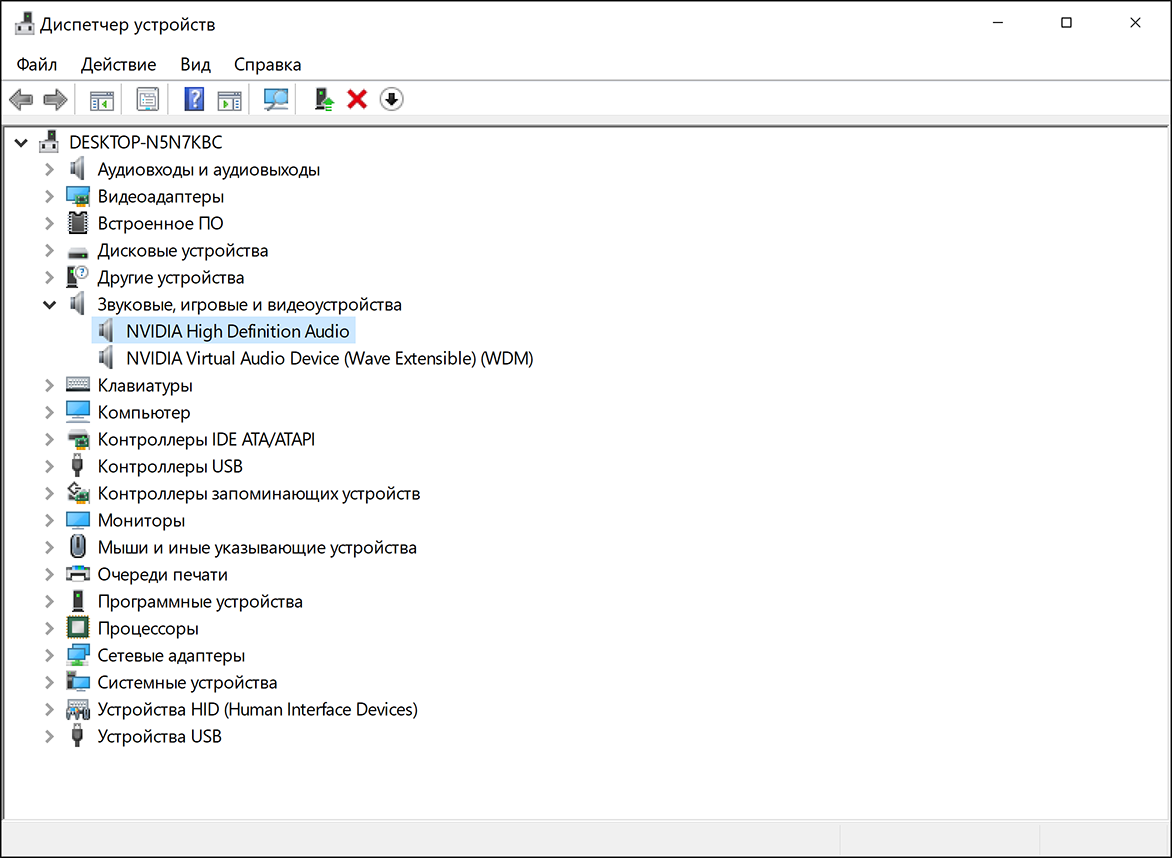 Диспетчер устройств
Файл Действие Вид Справка
DESKTOP-N5N7KBC
Аудиовходы и аудиовыходы
Видеоадаптеры
Встроенное ПО
Дисковые устройства
Другие устройства
Звуковые, игровые и видеоустройства
NVIDIA High Definition Audio
NVIDIA Virtual Audio Device (Wave Extensible) (WDM)
Клавиатуры
Компьютер
Контроллеры IDE ATA/ATAPI
Контроллеры USB
Контроллеры запоминающих устройств
Мониторы
Мыши и иные указывающие устройства
Очереди печати
Программные устройства
Процессоры
Сетевые адаптеры
Системные устройства
Устройства HID (Human Interface Devices)
Устройства USB